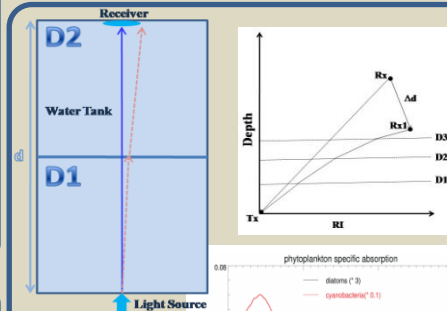 Receiver
D2
Water Tank
d
D1
Light Source
Depth
Rx
Δd
Rx1
D3
D2
D1
Tx
RI
phytoplankton specific absorption
0.08
diatoms (* 3)
cyanobacteria(* 0.1)